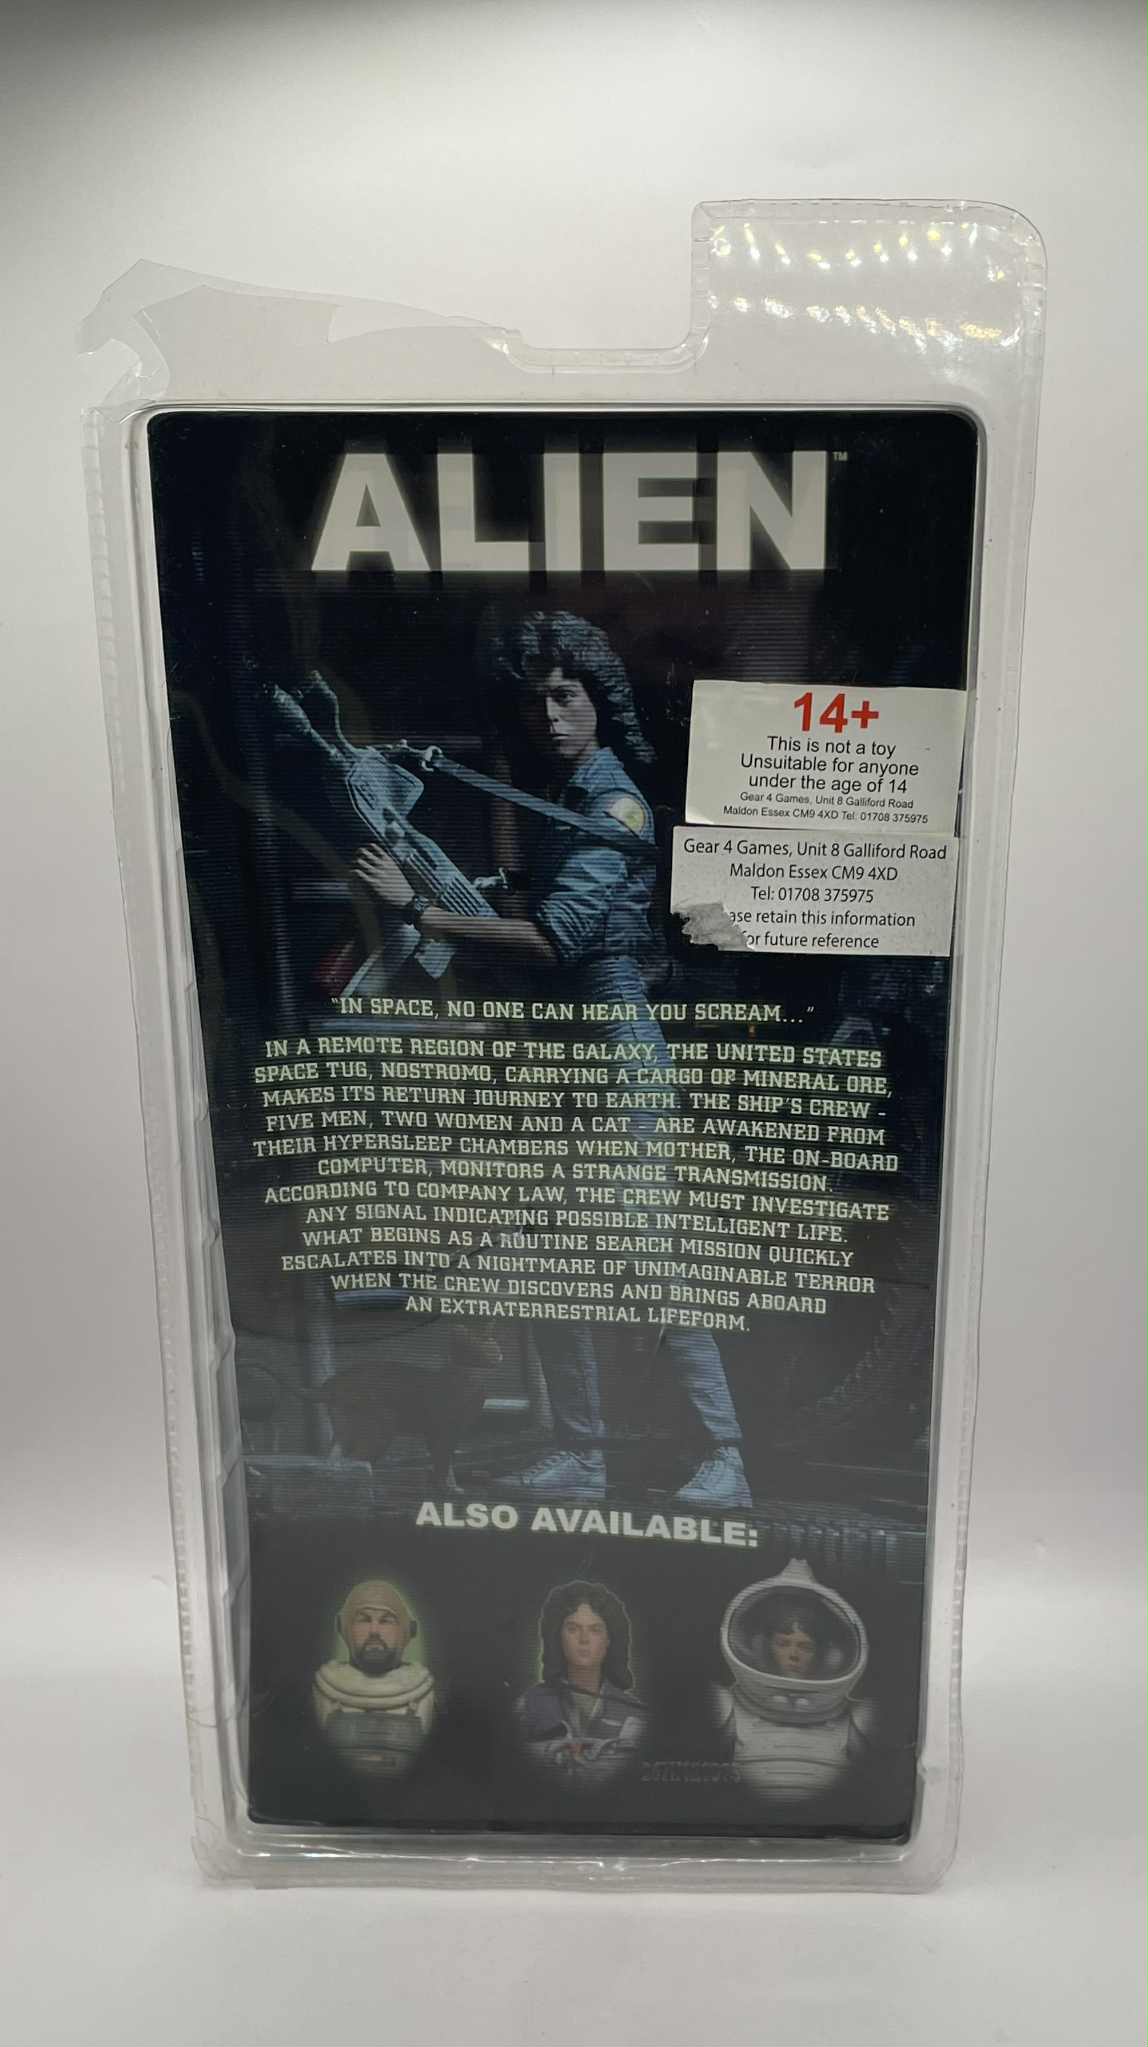 ALIEN™
14+
This is not a toy
Unsuitable for anyone
under the age of 14
Gear 4 Games, Unit 8 Galliford Road
Maldon Essex CM9 4XD Tel: 01708 375975
Gear 4 Games, Unit 8 Galliford Road
Maldon Essex CM9 4XD
Tel: 01708 375975
ase retain this information
or future reference
"IN SPACE, NO ONE CAN HEAR YOU SCREAM..."
IN A REMOTE REGION OF THE GALAXY, THE UNITED STATES
SPACE TUG, NOSTROMO, CARRYING A CARGO OF MINERAL ORE,
MAKES ITS RETURN JOURNEY TO EARTH. THE SHIP'S CREW -
FIVE MEN, TWO WOMEN AND A CAT - ARE AWAKENED FROM
THEIR HYPERSLEEP CHAMBERS WHEN MOTHER, THE ON-BOARD
COMPUTER, MONITORS A STRANGE TRANSMISSION.
ACCORDING TO COMPANY LAW, THE CREW MUST INVESTIGATE
ANY SIGNAL INDICATING POSSIBLE INTELLIGENT LIFE.
WHAT BEGINS AS A ROUTINE SEARCH MISSION QUICKLY
ESCALATES INTO A NIGHTMARE OF UNIMAGINABLE TERROR
WHEN THE CREW DISCOVERS AND BRINGS ABOARD
AN EXTRATERRESTRIAL LIFEFORM.
ALSO AVAILABLE: